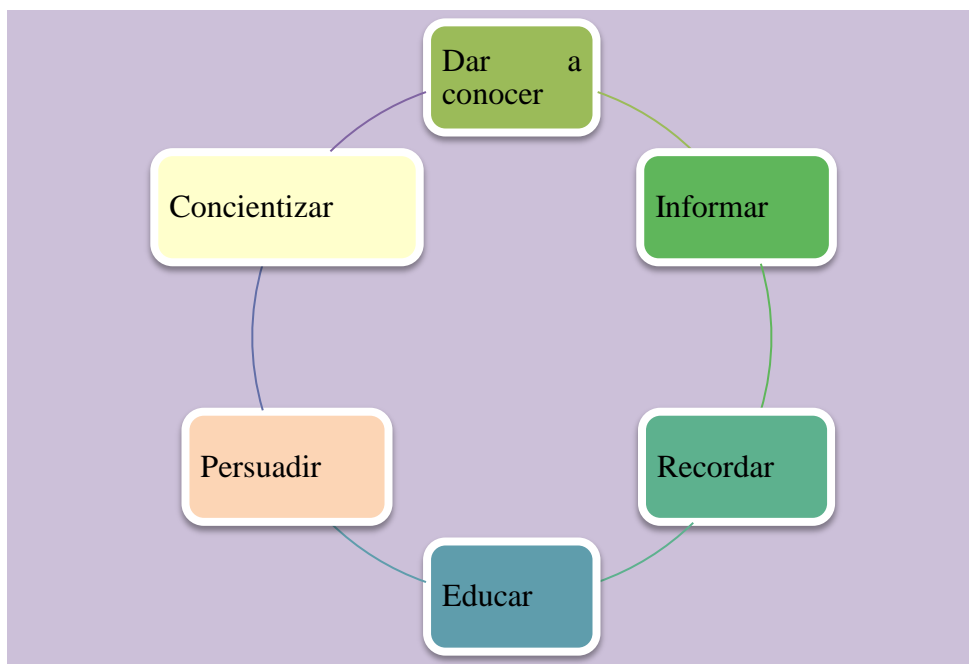 Dar a
conocer
Informar
Recordar
Educar
Persuadir
Concientizar